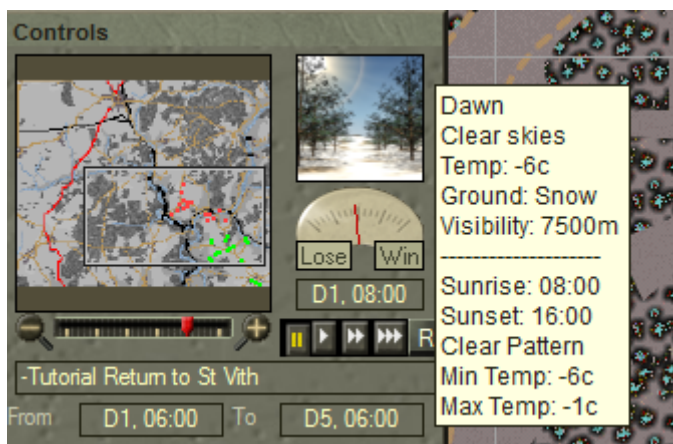 Controls
Dawn
Clear skies
Temp: -6c
Ground: Snow
Visibility: 7500m
--------------------
Sunrise: 08:00
Sunset: 16:00
Clear Pattern
Min Temp: -6c
Max Temp: -1c
Lose Win
D1, 08:00
R
-Tutorial Return to St Vith
From D1, 06:00 To D5, 06:00